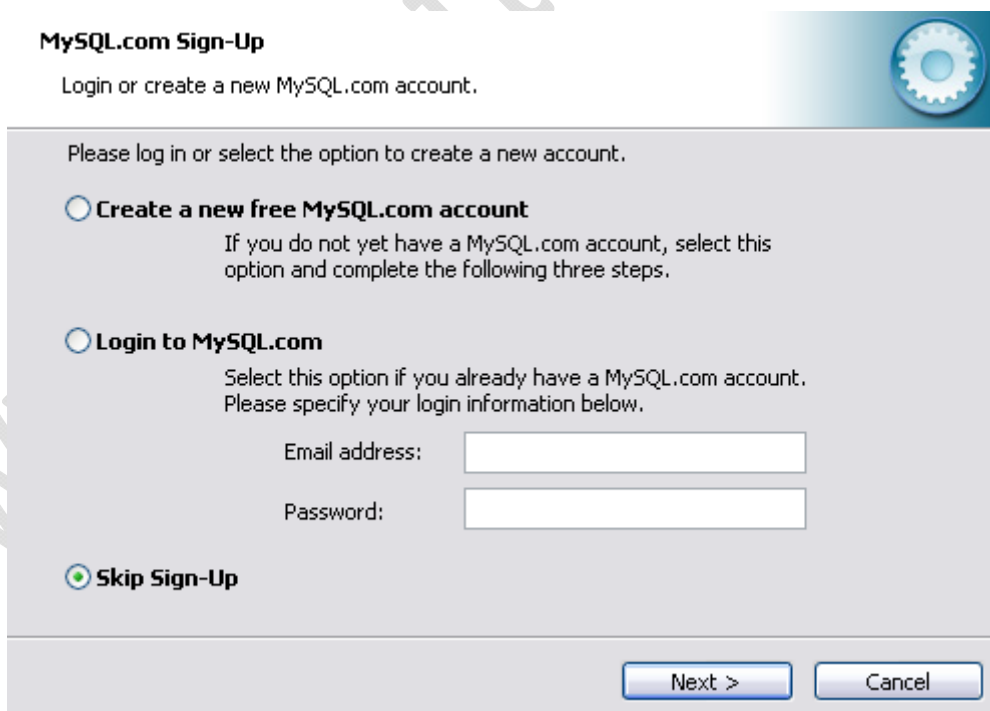 MySQL.com Sign-Up
Login or create a new MySQL.com account.
Please log in or select the option to create a new account.
Create a new free MySQL.com account
If you do not yet have a MySQL.com account, select this
option and complete the following three steps.
Login to MySQL.com
Select this option if you already have a MySQL.com account.
Please specify your login information below.
Email address:
Password:
Skip Sign-Up
Next >
Cancel